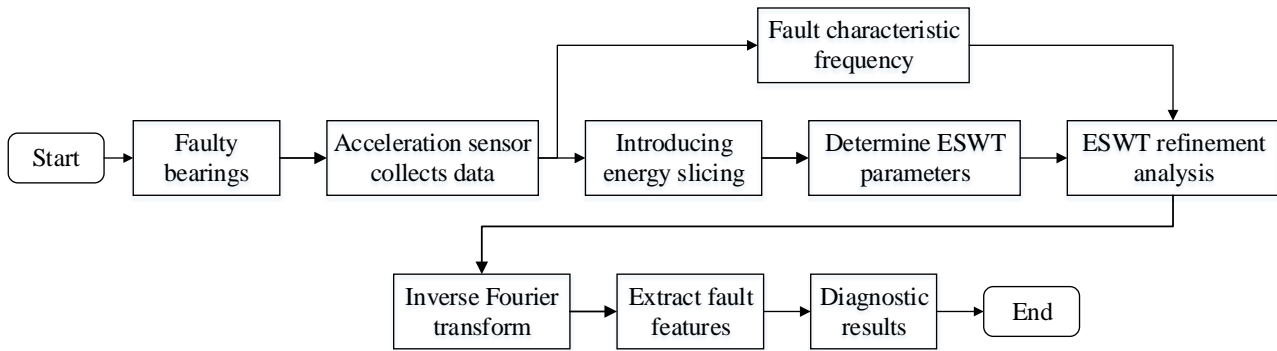 Fault characteristic
frequency
Start
Faulty
bearings
Acceleration sensor
collects data
Introducing
energy slicing
Determine ESWT
parameters
ESWT refinement
analysis
Inverse Fourier
transform
Extract fault
features
Diagnostic
results
End